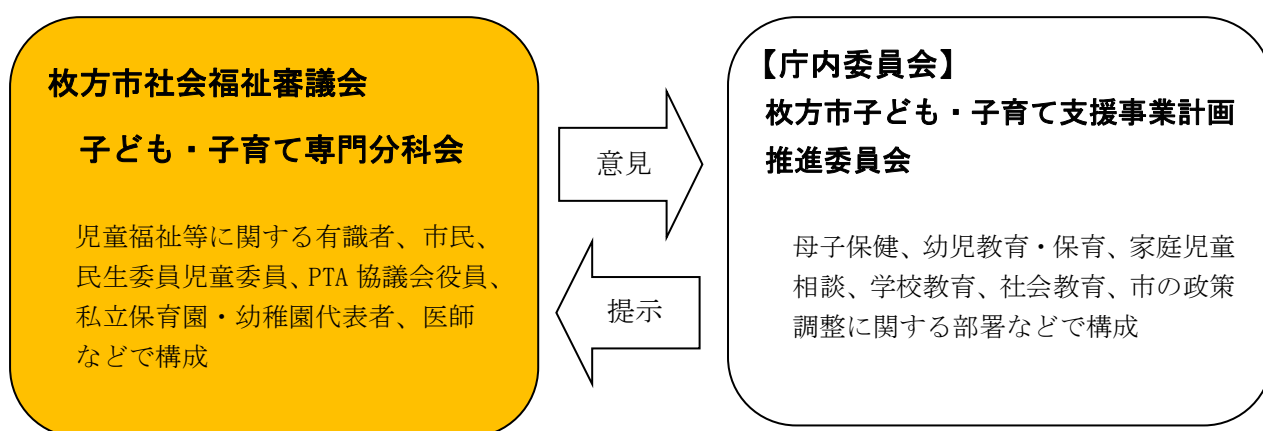 枚方市社会福祉審議会
子ども・子育て専門分科会
児童福祉等に関する有識者、市民、
民生委員児童委員、PTA 協議会役員、
私立保育園・幼稚園代表者、医師
などで構成
意見
提示
【庁内委員会】
枚方市子ども・子育て支援事業計画
推進委員会
母子保健、幼児教育・保育、家庭児童
相談、学校教育、社会教育、市の政策
調整に関する部署などで構成